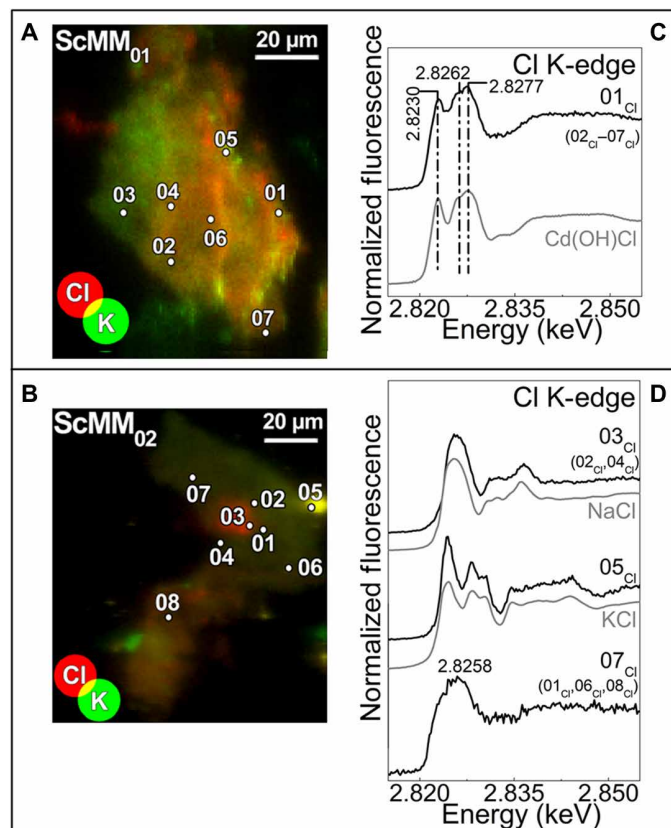 A
ScMM01
20 µm
05
03
04
01
06
02
07
Cl
K
C
Cl K-edge
2.8262
2.8230
2.8277
01Cl
(02Cl–07Cl)
Cd(OH)Cl
Normalized fluorescence
2.820 2.835 2.850
Energy (keV)
B
ScMM02
20 µm
07
02
05
03
01
04
06
08
Cl
K
D
Cl K-edge
03Cl
(02Cl,04Cl)
NaCl
05Cl
KCl
07Cl
2.8258
(01Cl,06Cl,08Cl)
Normalized fluorescence
2.820 2.835 2.850
Energy (keV)